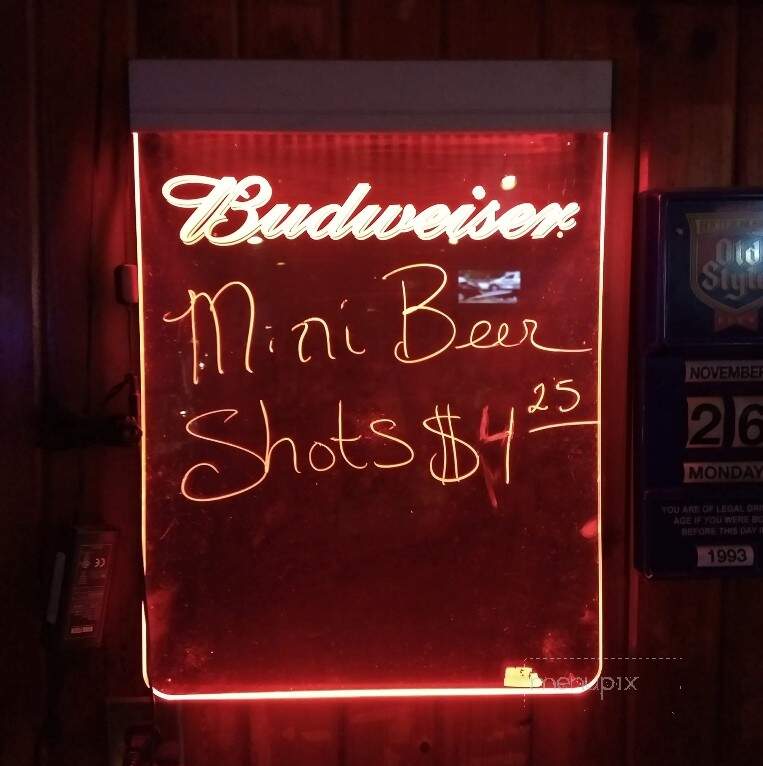 Budweiser
Mini Beer
Shots $4 25
Old
Style
NOVEMBER
26
MONDAY
YOU ARE OF LEGAL
AGE IF YOU WERE
BEFORE THIS DAY
1993
menupix